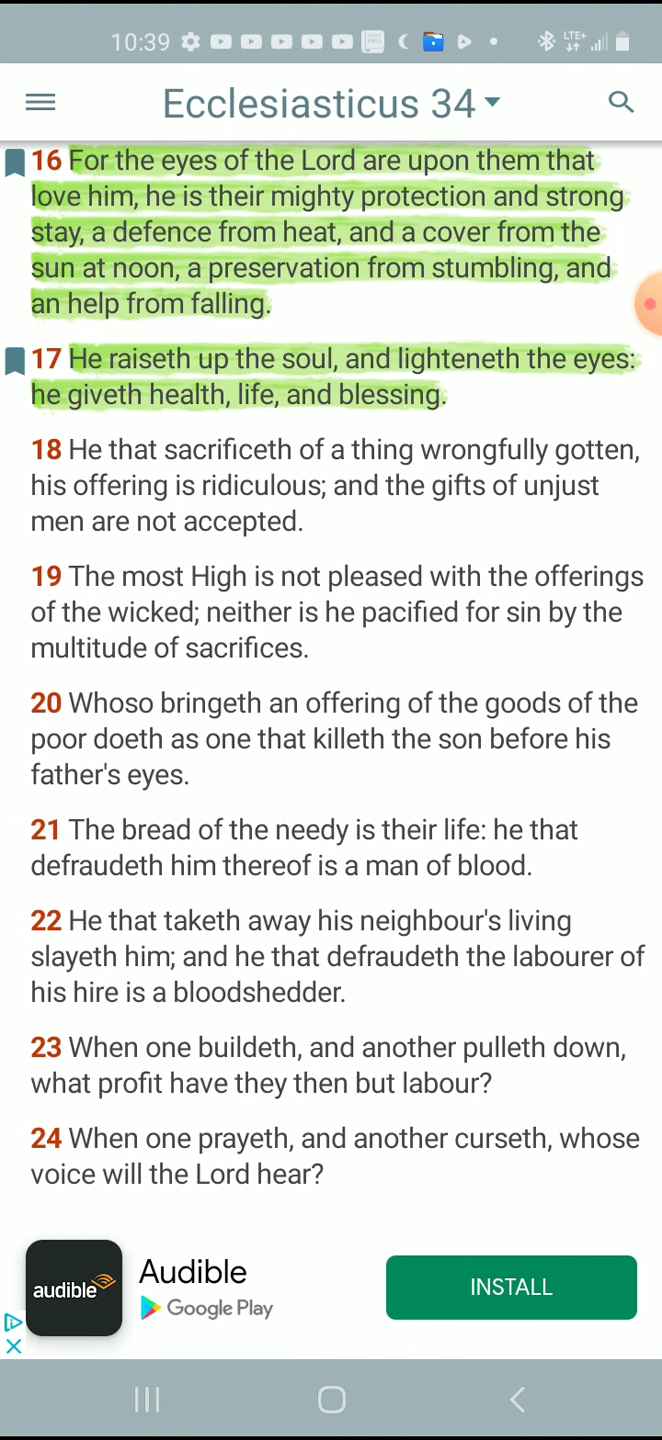 10:39 LTE+
Ecclesiasticus 34
16 For the eyes of the Lord are upon them that
love him, he is their mighty protection and strong
stay, a defence from heat, and a cover from the
sun at noon, a preservation from stumbling, and
an help from falling.
17 He raiseth up the soul, and lighteneth the eyes:
he giveth health, life, and blessing.
18 He that sacrificeth of a thing wrongfully gotten,
his offering is ridiculous; and the gifts of unjust
men are not accepted.
19 The most High is not pleased with the offerings
of the wicked; neither is he pacified for sin by the
multitude of sacrifices.
20 Whoso bringeth an offering of the goods of the
poor doeth as one that killeth the son before his
father's eyes.
21 The bread of the needy is their life: he that
defraudeth him thereof is a man of blood.
22 He that taketh away his neighbour's living
slayeth him; and he that defraudeth the labourer of
his hire is a bloodshedder.
23 When one buildeth, and another pulleth down,
what profit have they then but labour?
24 When one prayeth, and another curseth, whose
voice will the Lord hear?
audible
Audible
Google Play
INSTALL